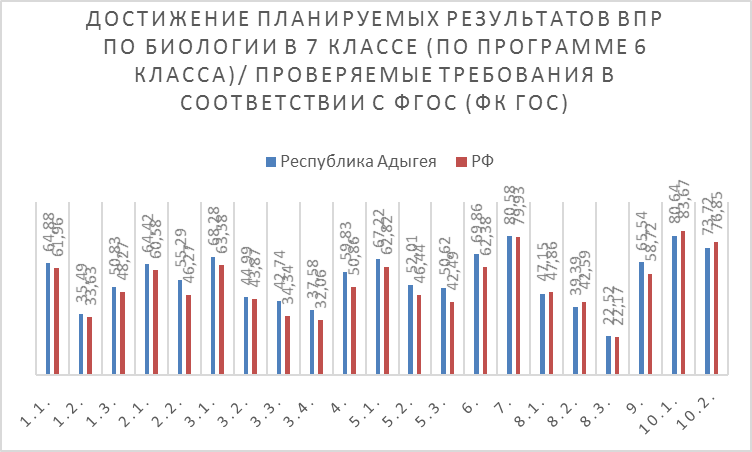 ДОСТИЖЕНИЕ ПЛАНИРУЕМЫХ РЕЗУЛЬТАТОВ ВПР
ПО БИОЛОГИИ В 7 КЛАССЕ (ПО ПРОГРАММЕ 6
КЛАССА)/ ПРОВЕРЯЕМЫЕ ТРЕБОВАНИЯ В
СООТВЕТСТВИИ С ФГОС (ФК ГОС)
Республика Адыгея РФ
64,88 61,96 35,49 33,63 50,83 48,27 64,42 60,58 55,29 46,27 68,28 63,58 44,99 43,87 42,74 34,34 37,58 32,06 59,83 50,86 67,22 62,82 52,01 46,44 50,62 42,49 69,86 62,38 80,58 79,93 47,15 47,86 39,39 42,59 22,52 22,17 65,54 58,72 80,64 83,67 73,72 76,85
1.1. 1.2. 1.3. 2.1. 2.2. 3.1. 3.2. 3.3. 3.4. 4. 5.1. 5.2. 5.3. 6. 7. 8.1. 8.2. 8.3. 9. 10.1. 10.2.